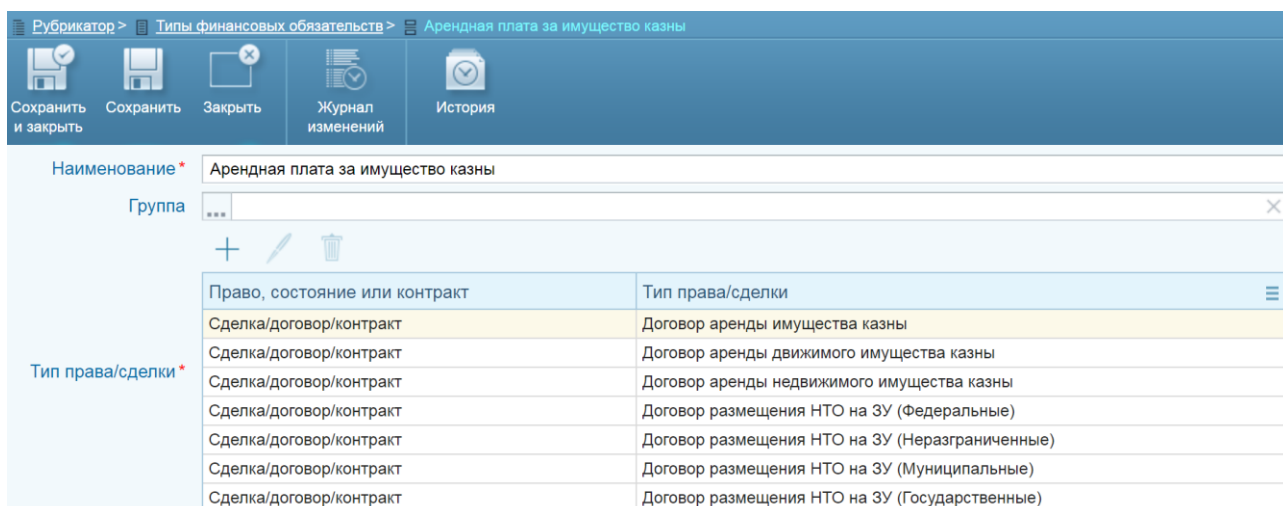 Рубрикатор > Типы финансовых обязательств > Арендная плата за имущество казны
Сохранить и закрыть
Сохранить
Закрыть
Журнал изменений
История
Наименование* Арендная плата за имущество казны
Группа ...
Тип права/сделки*
Право, состояние или контракт Тип права/сделки
Сделка/договор/контракт Договор аренды имущества казны
Сделка/договор/контракт Договор аренды движимого имущества казны
Сделка/договор/контракт Договор аренды недвижимого имущества казны
Сделка/договор/контракт Договор размещения НТО на ЗУ (Федеральные)
Сделка/договор/контракт Договор размещения НТО на ЗУ (Неразграниченные)
Сделка/договор/контракт Договор размещения НТО на ЗУ (Муниципальные)
Сделка/договор/контракт Договор размещения НТО на ЗУ (Государственные)